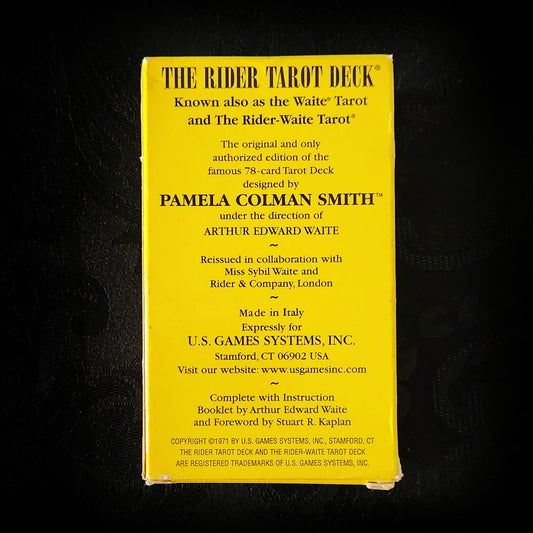 THE RIDER TAROT DECK®
Known also as the Waite® Tarot
and The Rider-Waite Tarot®
The original and only
authorized edition of the
famous 78-card Tarot Deck
designed by
PAMELA COLMAN SMITH™
under the direction of
ARTHUR EDWARD WAITE
~
Reissued in collaboration with
Miss Sybil Waite and
Rider & Company, London
~
Made in Italy
Expressly for
U.S. GAMES SYSTEMS, INC.
Stamford, CT 06902 USA
Visit our website: www.usgamesinc.com
~
Complete with Instruction
Booklet by Arthur Edward Waite
and Foreword by Stuart R. Kaplan
COPYRIGHT ©1971 BY U.S. GAMES SYSTEMS, INC., STAMFORD, CT
THE RIDER TAROT DECK AND THE RIDER-WAITE TAROT DECK
ARE REGISTERED TRADEMARKS OF U.S. GAMES SYSTEMS, INC.